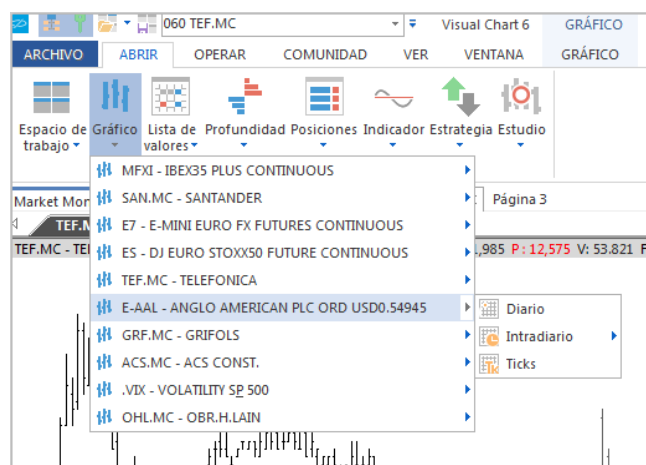 060 TEF.MC Visual Chart 6 GRÁFICO
ARCHIVO ABRIR OPERAR COMUNIDAD VER VENTANA GRÁFICO
Espacio de trabajo Gráfico Lista de valores Profundidad Posiciones Indicador Estrategia Estudio
MFXI - IBEX35 PLUS CONTINUOUS
Market Mon
SAN.MC - SANTANDER
Página 3
TEF.M
E7 - E-MINI EURO FX FUTURES CONTINUOUS
TEF.MC - TEI
ES - DJ EURO STOXX50 FUTURE CONTINUOUS
,985 P: 12,575 V: 53.821 F
TEF.MC - TELEFONICA
E-AAL - ANGLO AMERICAN PLC ORD USD0.54945
Diario
GRF.MC - GRIFOLS
Intradiario
ACS.MC - ACS CONST.
Ticks
.VIX - VOLATILITY SP 500
OHL.MC - OBR.H.LAIN